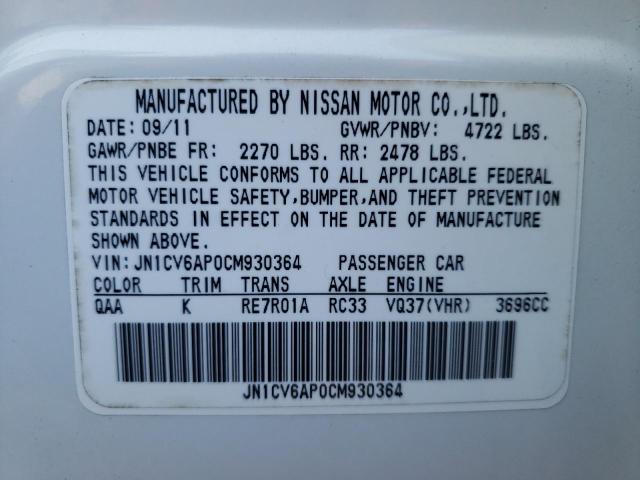 MANUFACTURED BY NISSAN MOTOR CO.,LTD.
DATE: 09/11 GVWR/PNBV: 4722 LBS.
GAWR/PNBE FR: 2270 LBS. RR: 2478 LBS.
THIS VEHICLE CONFORMS TO ALL APPLICABLE FEDERAL
MOTOR VEHICLE SAFETY,BUMPER,AND THEFT PREVENTION
STANDARDS IN EFFECT ON THE DATE OF MANUFACTURE
SHOWN ABOVE.
VIN:JN1CV6AP0CM930364 PASSENGER CAR
COLOR TRIM TRANS AXLE ENGINE
QAA K RE7R01A RC33 VQ37(VHR) 3696CC
JN1CV6AP0CM930364